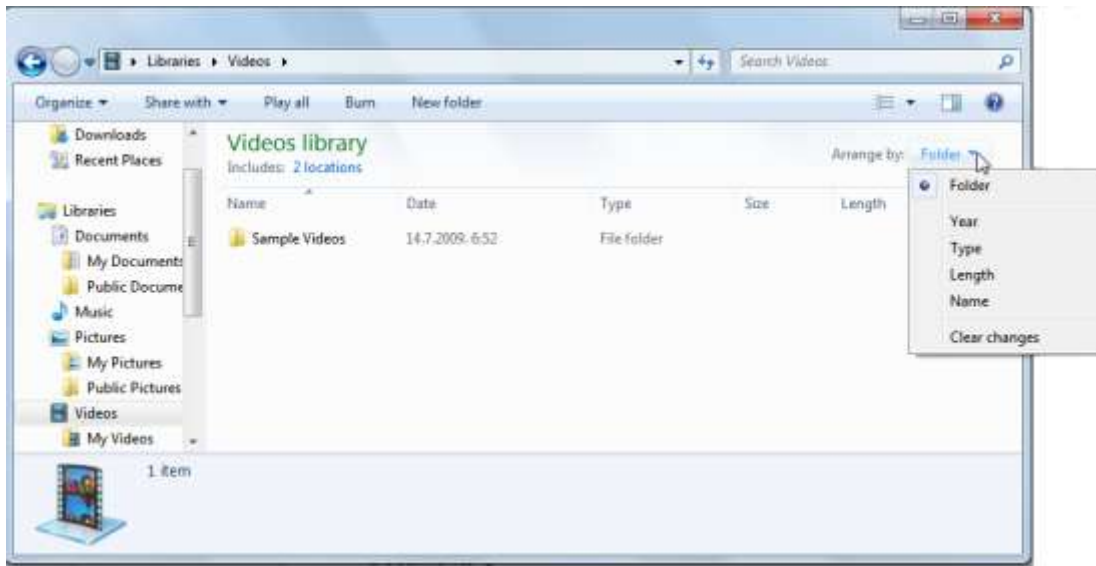 Libraries ▸ Videos ▸
Search Videos
Organize ▾ Share with ▾ Play all Burn New folder
Downloads
Recent Places
Libraries
Documents
My Documents
Public Docume
Music
Pictures
My Pictures
Public Pictures
Videos
My Videos
Videos library
Includes: 2 locations
Arrange by: Folder ▾
Name Date Type Size Length
Sample Videos 14.7.2009. 6:52 File folder
Folder
Year
Type
Length
Name
Clear changes
1 item